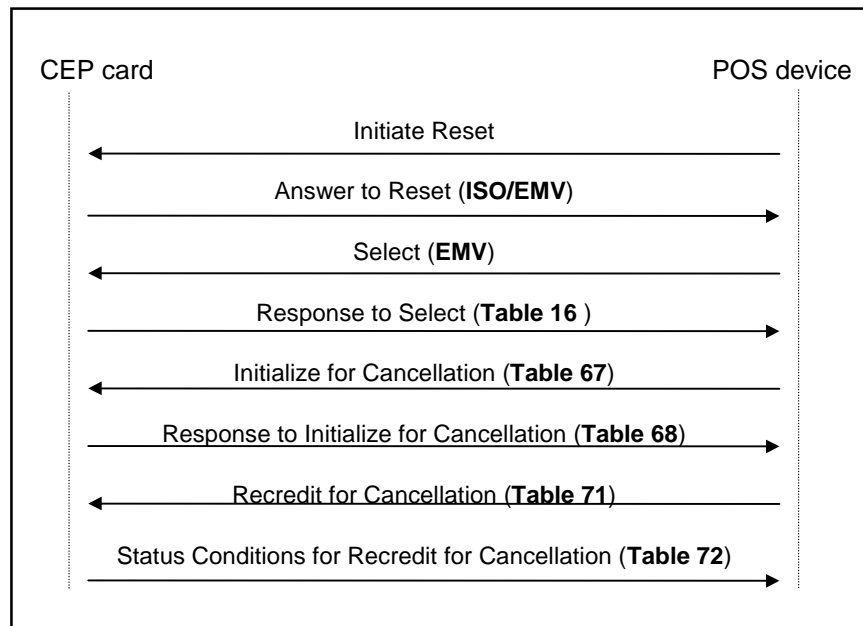 CEP card POS device
Initiate Reset
Answer to Reset (ISO/EMV)
Select (EMV)
Response to Select (Table 16 )
Initialize for Cancellation (Table 67)
Response to Initialize for Cancellation (Table 68)
Recredit for Cancellation (Table 71)
Status Conditions for Recredit for Cancellation (Table 72)